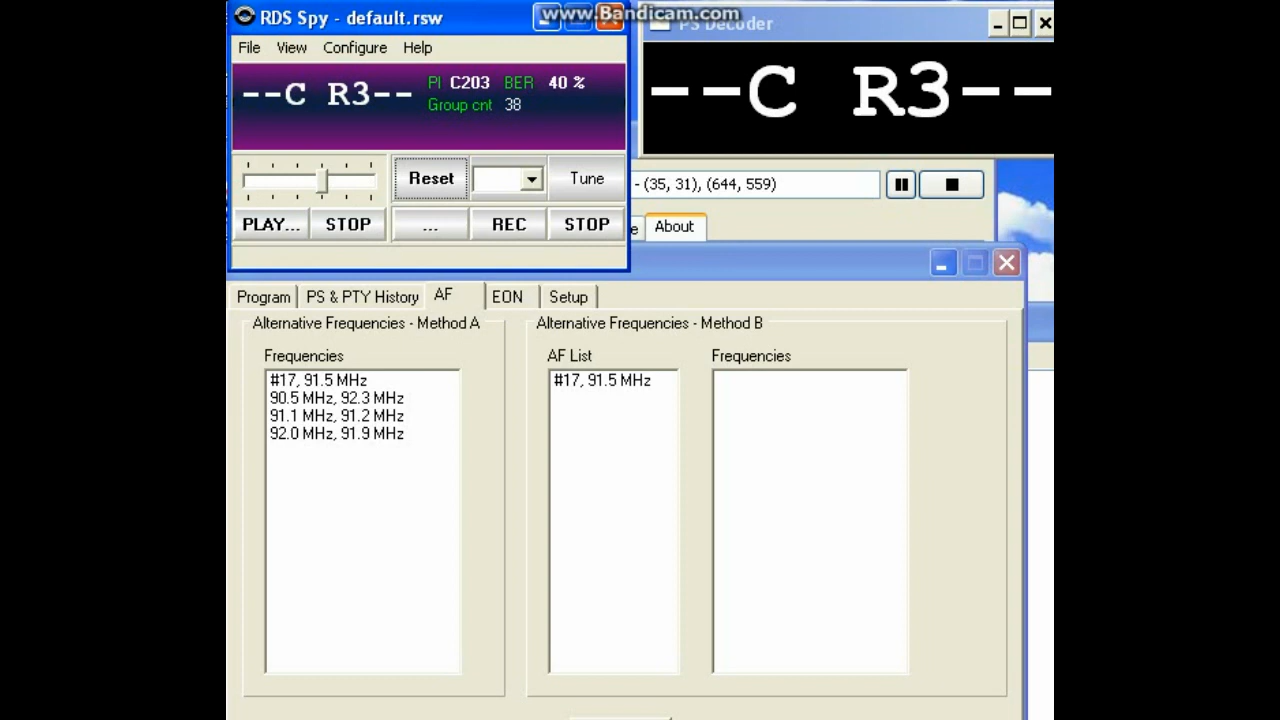 RDS Spy - default.rsw
www.Bandicam.com
PS Decoder
File View Configure Help
--C R3--
PI C203 BER 40 %
Group cnt 38
--C R3--
Reset
Tune
- (35, 31), (644, 559)
PLAY...
STOP
...
REC
STOP
e
About
Program
PS & PTY History
AF
EON
Setup
Alternative Frequencies - Method A
Alternative Frequencies - Method B
Frequencies
AF List
Frequencies
#17, 91.5 MHz
90.5 MHz, 92.3 MHz
91.1 MHz, 91.2 MHz
92.0 MHz, 91.9 MHz
#17, 91.5 MHz